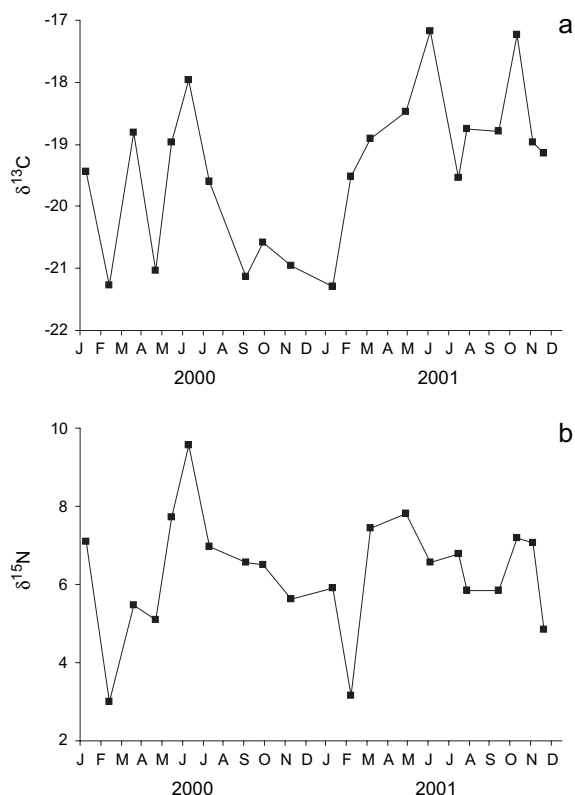 a
-17
-18
-19
-20
-21
-22
δ13C
J F M A M J J A S O N D J F M A M J J A S O N D
2000 2001
b
10
8
6
4
2
δ15N
J F M A M J J A S O N D J F M A M J J A S O N D
2000 2001